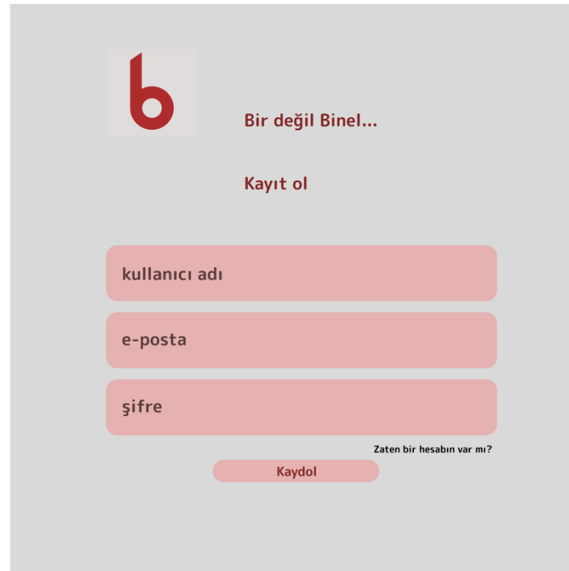 b
Bir değil Binel...
Kayıt ol
kullanıcı adı
e-posta
şifre
Zaten bir hesabın var mı?
Kaydol